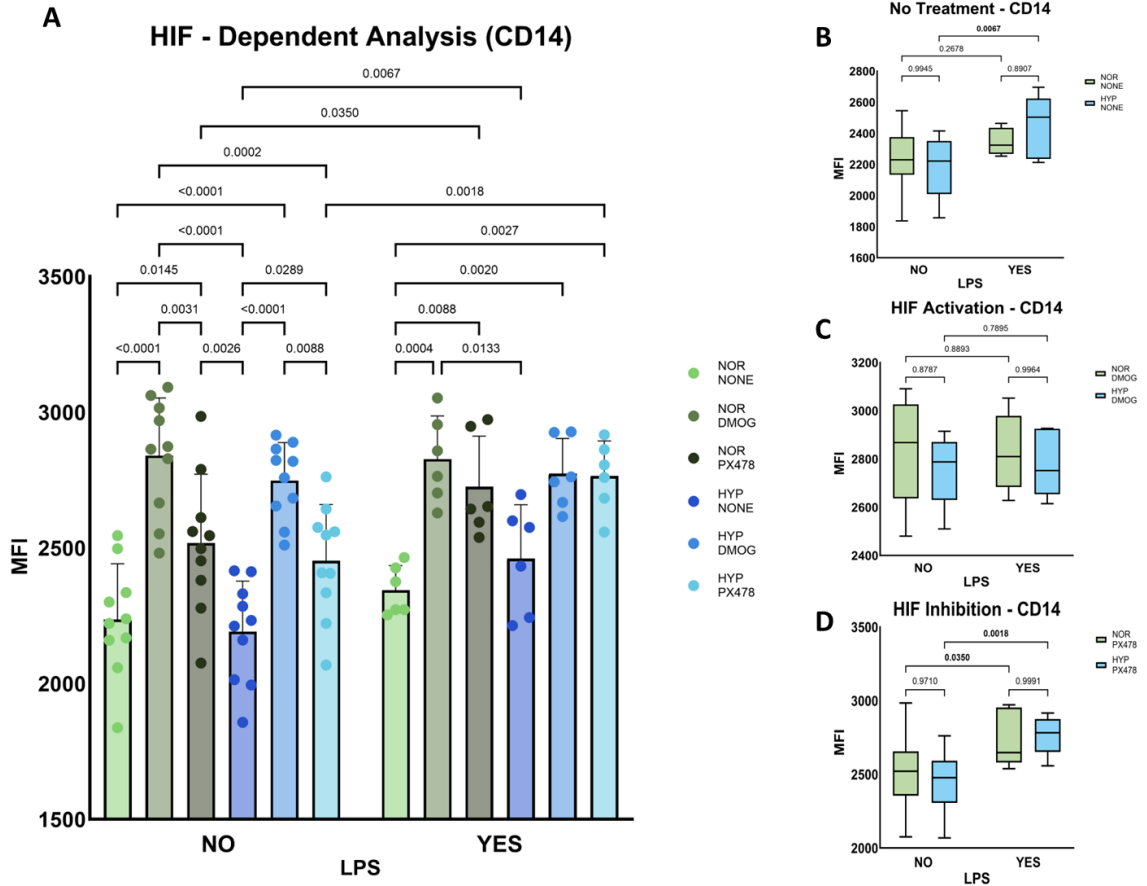 A
HIF - Dependent Analysis (CD14)
0.0067
0.0350
0.0002
<0.0001
0.0018
<0.0001
0.0027
0.0145
0.0289
0.0020
0.0031
<0.0001
0.0088
<0.0001
0.0026
0.0088
0.0004
0.0133
3500
3000
2500
2000
1500
MFI
NO
YES
LPS
NOR
NONE
NOR
DMOG
NOR
PX478
HYP
NONE
HYP
DMOG
HYP
PX478
B
No Treatment - CD14
0.0067
0.2678
0.9945
0.8907
2800
2600
2400
2200
2000
1800
1600
MFI
NO
YES
LPS
NOR
NONE
HYP
NONE
C
HIF Activation - CD14
0.7895
0.8893
0.8787
0.9964
3200
3000
2800
2600
2400
MFI
NO
YES
LPS
NOR
DMOG
HYP
DMOG
D
HIF Inhibition - CD14
0.0018
0.0350
0.9710
0.9991
3500
3000
2500
2000
MFI
NO
YES
LPS
NOR
PX478
HYP
PX478